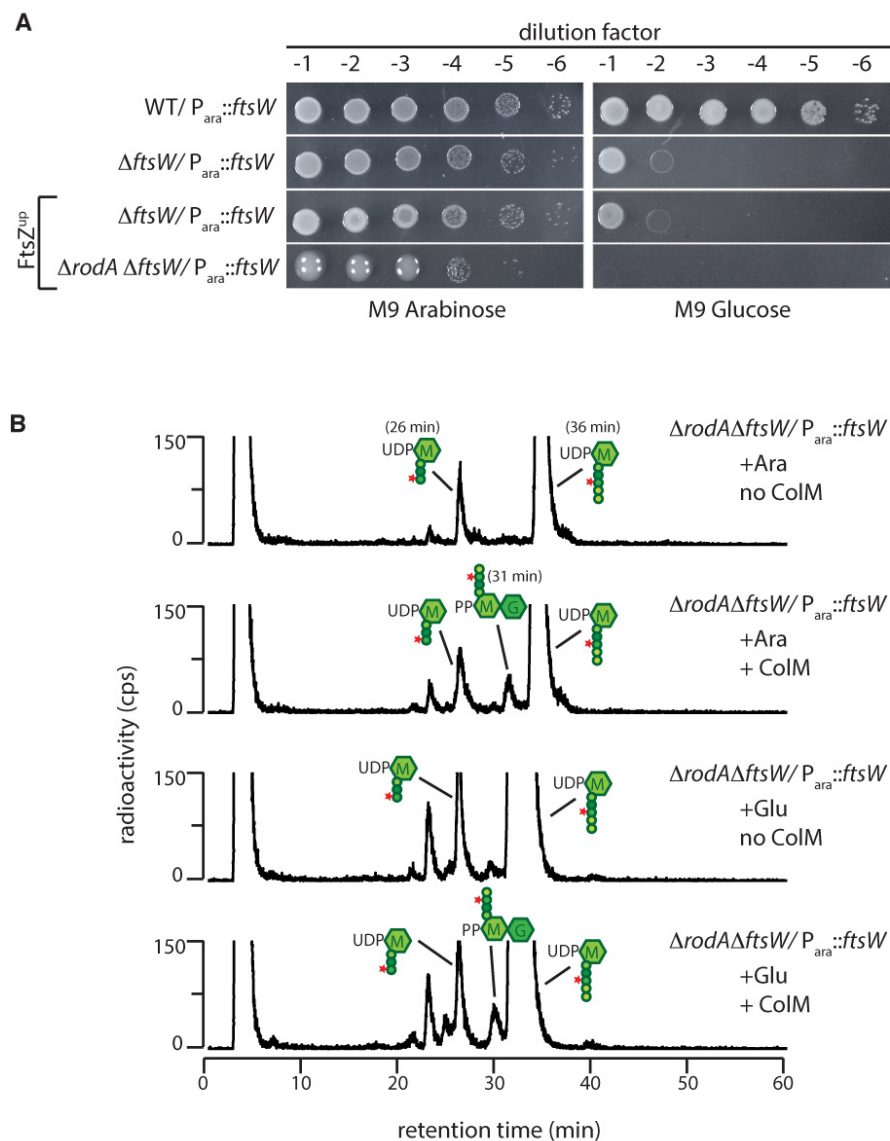 A
dilution factor
-1 -2 -3 -4 -5 -6 -1 -2 -3 -4 -5 -6
WT/ Para::ftsW
ΔftsW/ Para::ftsW
FtsZup
ΔftsW/ Para::ftsW
ΔrodA ΔftsW/ Para::ftsW
M9 Arabinose M9 Glucose
B
radioactivity (cps)
150
0
(26 min)
UDP M
(36 min)
UDP M
ΔrodAΔftsW/ Para::ftsW
+Ara
no ColM
150
0
UDP M
(31 min)
PP M G
UDP M
ΔrodAΔftsW/ Para::ftsW
+Ara
+ ColM
150
0
UDP M
UDP M
ΔrodAΔftsW/ Para::ftsW
+Glu
no ColM
150
0
UDP M
PP M G
UDP M
ΔrodAΔftsW/ Para::ftsW
+Glu
+ ColM
0 10 20 30 40 50 60
retention time (min)